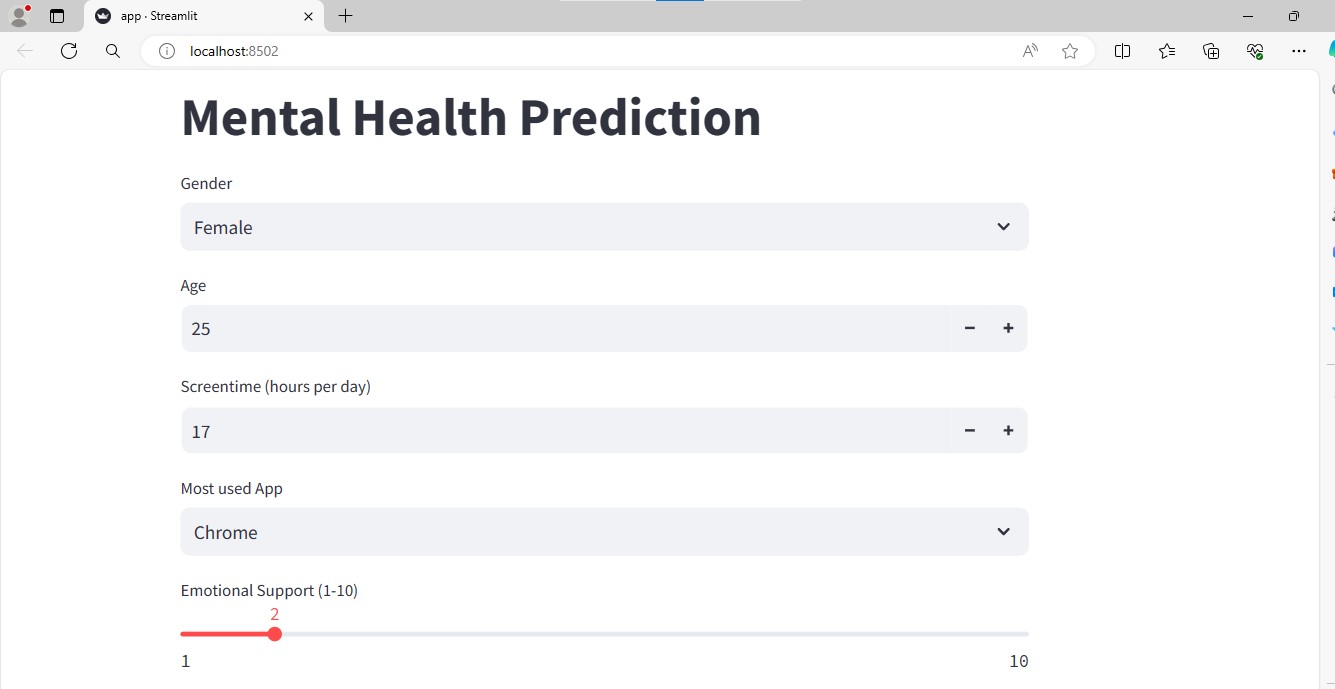 app · Streamlit
localhost:8502
Mental Health Prediction
Gender
Female
Age
25
Screentime (hours per day)
17
Most used App
Chrome
Emotional Support (1-10)
2
1 10